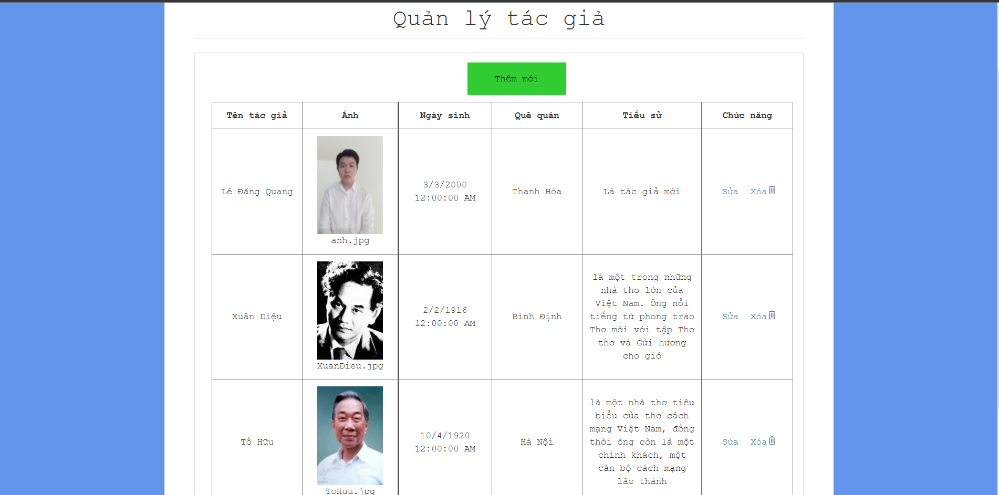 Quản lý tác giả
Thêm mới
Tên tác giả
Ảnh
Ngày sinh
Quê quán
Tiểu sử
Chức năng
Lê Đăng Quang
anh.jpg
3/3/2000
12:00:00 AM
Thanh Hóa
Là tác giả mới
Sửa Xóa
Xuân Diệu
XuanDieu.jpg
2/2/1916
12:00:00 AM
Bình Định
là một trong những
nhà thơ lớn của
Việt Nam. Ông nổi
tiếng từ phong trào
Thơ mới với tập Thơ
thơ và Gửi hương
cho gió
Sửa Xóa
Tố Hữu
ToHuu.jpg
10/4/1920
12:00:00 AM
Hà Nội
là một nhà thơ tiêu
biểu của thơ cách
mạng Việt Nam, đồng
thời ông còn là một
chính khách, một
cán bộ cách mạng
lão thành
Sửa Xóa